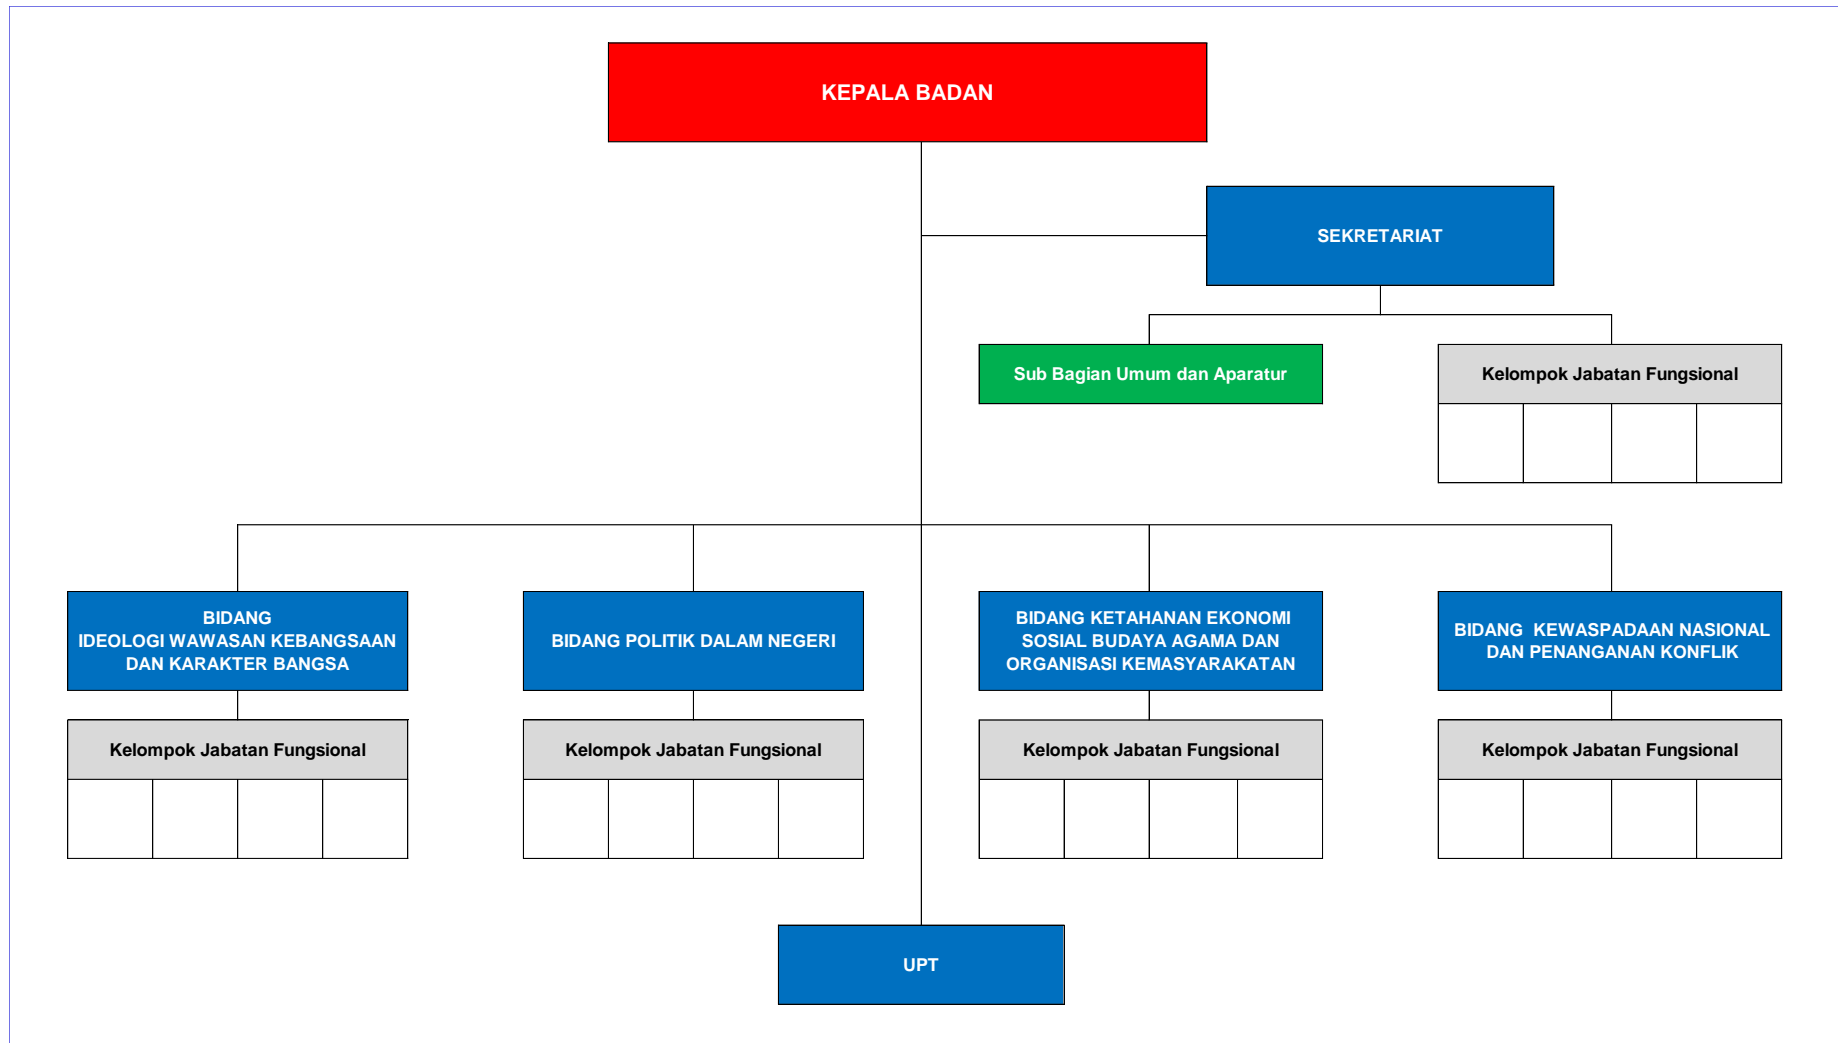 KEPALA BADAN
SEKRETARIAT
Sub Bagian Umum dan Aparatur
Kelompok Jabatan Fungsional
BIDANG
IDEOLOGI WAWASAN KEBANGSAAN
DAN KARAKTER BANGSA
BIDANG POLITIK DALAM NEGERI
BIDANG KETAHANAN EKONOMI
SOSIAL BUDAYA AGAMA DAN
ORGANISASI KEMASYARAKATAN
BIDANG  KEWASPADAAN NASIONAL
DAN PENANGANAN KONFLIK
Kelompok Jabatan Fungsional
Kelompok Jabatan Fungsional
Kelompok Jabatan Fungsional
Kelompok Jabatan Fungsional
UPT